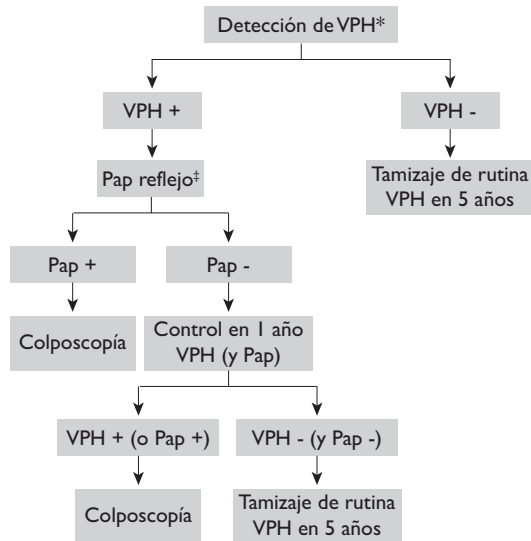 Detección de VPH*
VPH +
VPH -
Pap reflejo‡
Tamizaje de rutina
VPH en 5 años
Pap +
Pap -
Colposcopía
Control en 1 año
VPH (y Pap)
VPH + (o Pap +)
VPH - (y Pap -)
Colposcopía
Tamizaje de rutina
VPH en 5 años